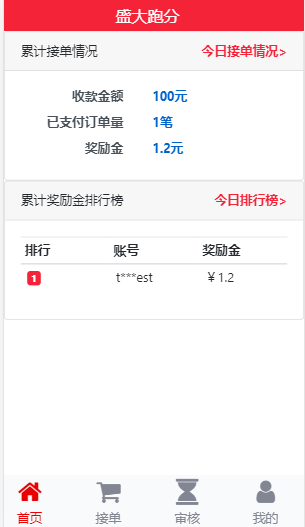 盛大跑分
累计接单情况 今日接单情况>
收款金额 100元
已支付订单量 1笔
奖励金 1.2元
累计奖励金排行榜 今日排行榜>
排行 账号 奖励金
1 t***est ￥1.2
首页 接单 审核 我的